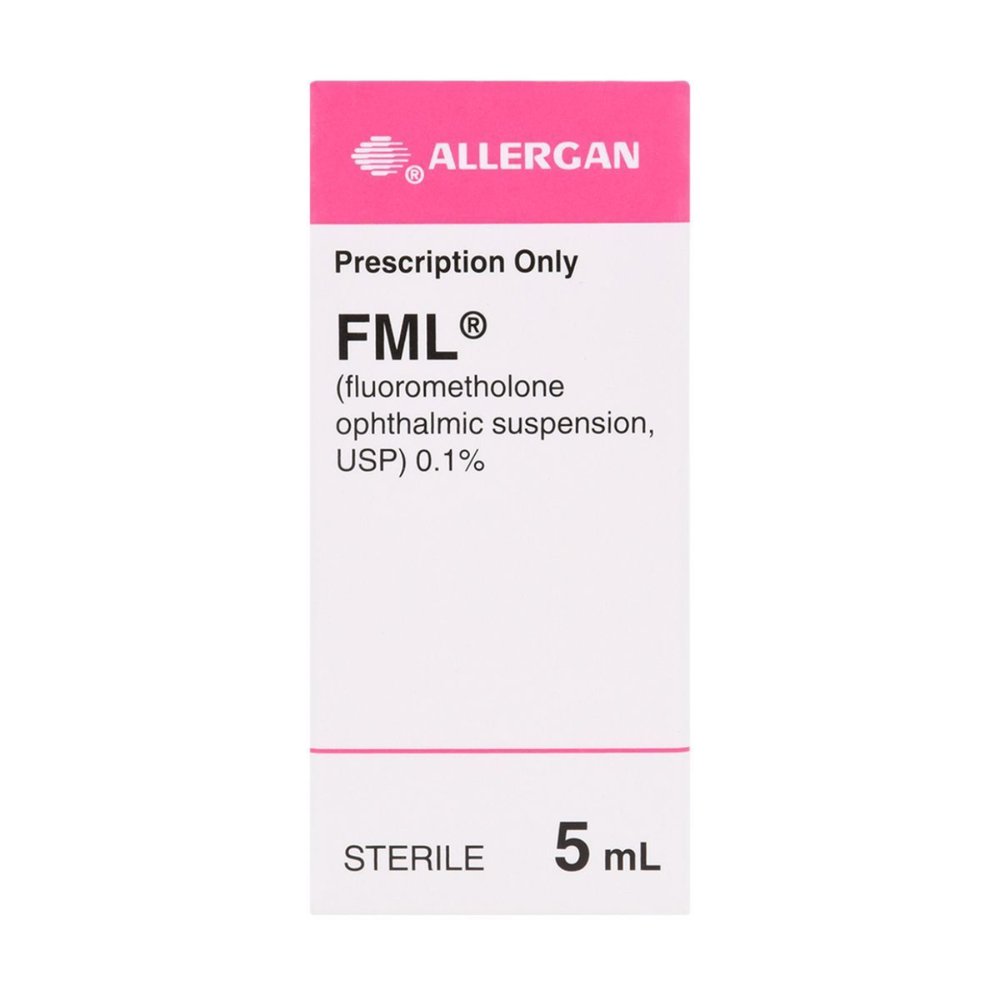 ® ALLERGAN
Prescription Only
FML®
(fluorometholone
ophthalmic suspension,
USP) 0.1%
STERILE 5 mL